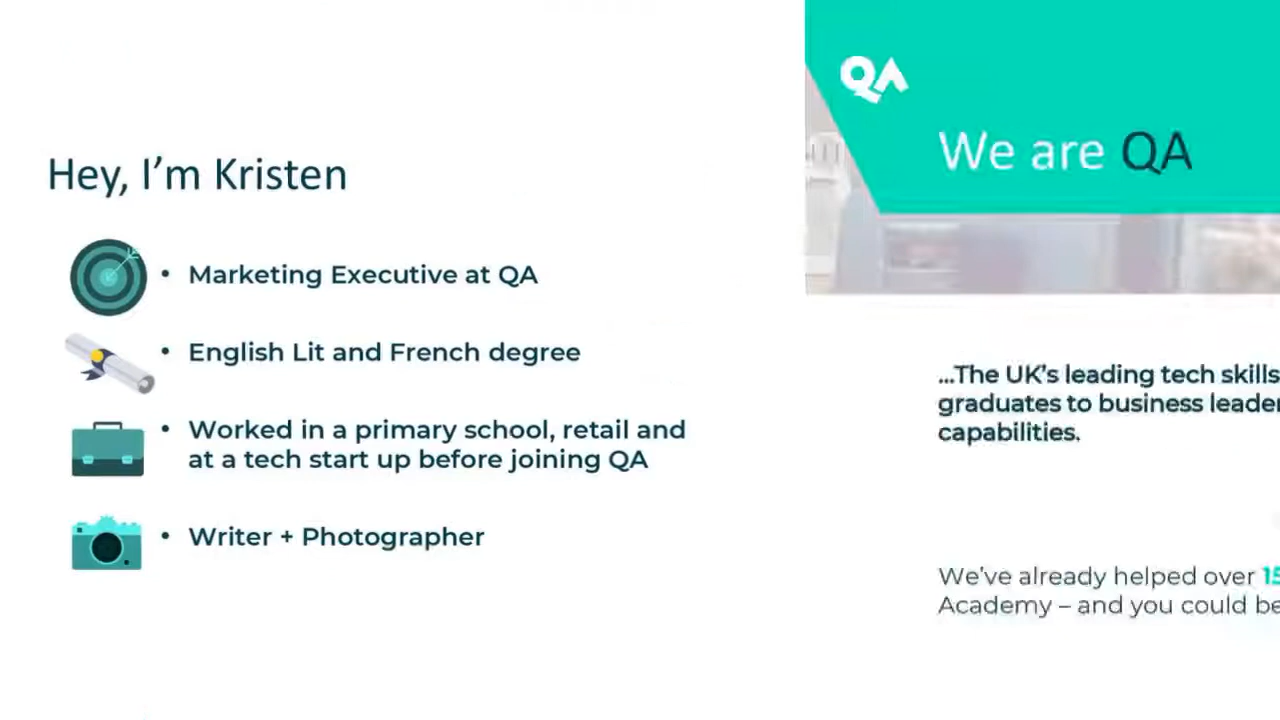 Hey, I’m Kristen
• Marketing Executive at QA
• English Lit and French degree
• Worked in a primary school, retail and
at a tech start up before joining QA
• Writer + Photographer
QA
We are QA
...The UK’s leading tech skills
graduates to business
capabilities.
We’ve already helped over
Academy – and you could